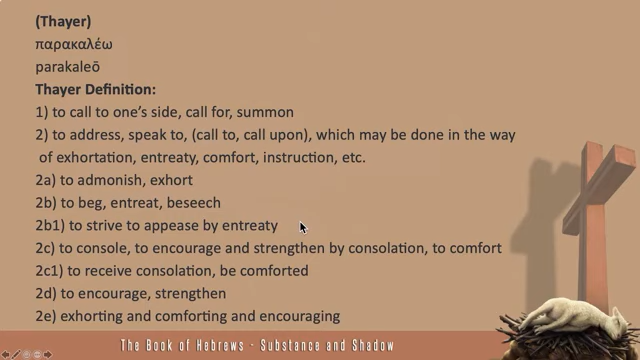 (Thayer)
παρακαλέω
parakaleō
Thayer Definition:
1) to call to one’s side, call for, summon
2) to address, speak to, (call to, call upon), which may be done in the way
of exhortation, entreaty, comfort, instruction, etc.
2a) to admonish, exhort
2b) to beg, entreat, beseech
2b1) to strive to appease by entreaty
2c) to console, to encourage and strengthen by consolation, to comfort
2c1) to receive consolation, be comforted
2d) to encourage, strengthen
2e) exhorting and comforting and encouraging
The Book of Hebrews - Substance and Shadow